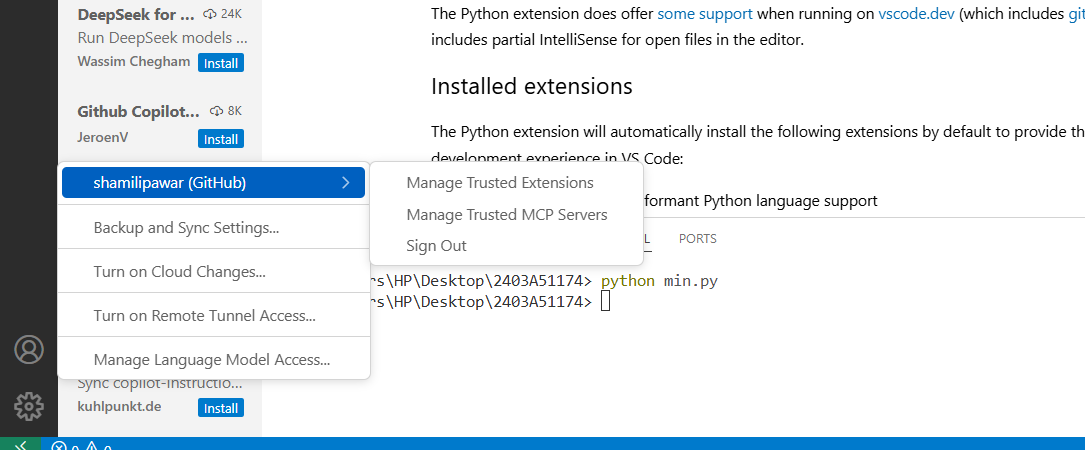 DeepSeek for ... 24K
Run DeepSeek models ...
Wassim Chegham Install
Github Copilot... 8K
JeroenV Install
shamilipawar (GitHub)
Backup and Sync Settings...
Turn on Cloud Changes...
Turn on Remote Tunnel Access...
Manage Language Model Access...
Manage Trusted Extensions
Manage Trusted MCP Servers
Sign Out
Sync copilot-instructio...
kuhlpunkt.de Install
The Python extension does offer some support when running on vscode.dev (which includes git
includes partial IntelliSense for open files in the editor.
Installed extensions
The Python extension will automatically install the following extensions by default to provide th
development experience in VS Code:
formant Python language support
L PORTS
rs\HP\Desktop\2403A51174> python min.py
rs\HP\Desktop\2403A51174>
0 0